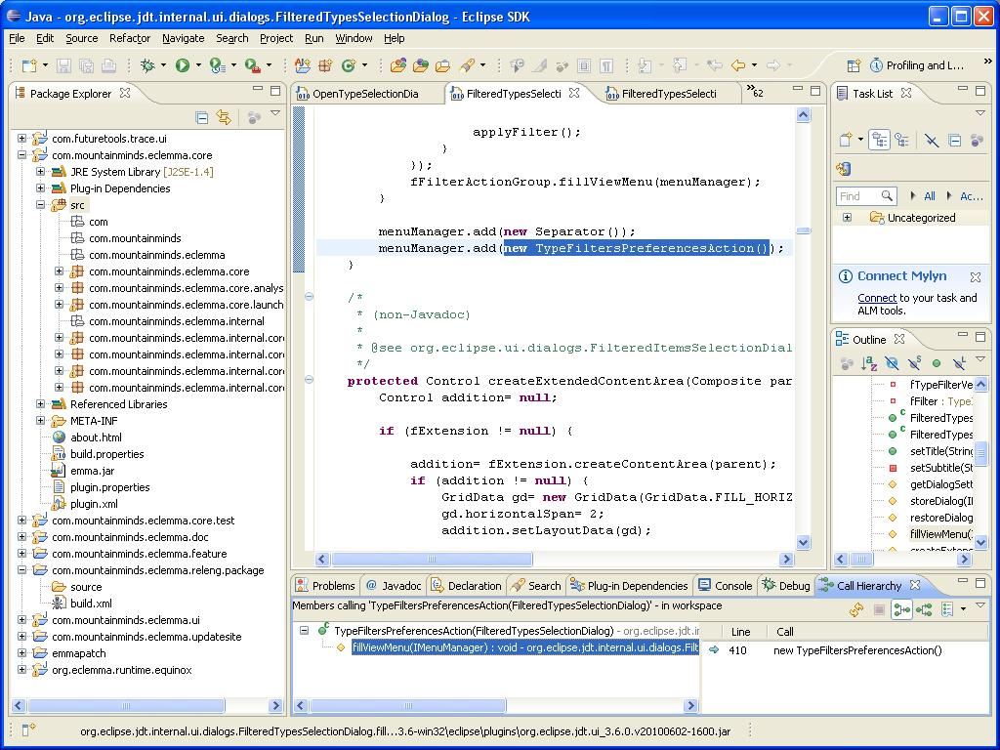 Java - org.eclipse.jdt.internal.ui.dialogs.FilteredTypesSelectionDialog - Eclipse SDK
File Edit Source Refactor Navigate Search Project Run Window Help
Profiling and L...
Package Explorer
com.futuretools.trace.ui
com.mountainminds.eclemma.core
JRE System Library [J2SE-1.4]
Plug-in Dependencies
src
com
com.mountainminds
com.mountainminds.eclemma
com.mountainminds.eclemma.core
com.mountainminds.eclemma.core.analys
com.mountainminds.eclemma.core.launch
com.mountainminds.eclemma.internal
com.mountainminds.eclemma.internal.cor
com.mountainminds.eclemma.internal.cor
com.mountainminds.eclemma.internal.cor
com.mountainminds.eclemma.internal.cor
Referenced Libraries
META-INF
about.html
build.properties
emma.jar
plugin.properties
plugin.xml
com.mountainminds.eclemma.core.test
com.mountainminds.eclemma.doc
com.mountainminds.eclemma.feature
com.mountainminds.eclemma.releng.package
source
build.xml
com.mountainminds.eclemma.ui
com.mountainminds.eclemma.updatesite
emmapatch
org.eclemma.runtime.equinox
OpenTypeSelectionDia FilteredTypesSelecti FilteredTypesSelecti »62
applyFilter();
}
});
fFilterActionGroup.fillViewMenu(menuManager);
}
menuManager.add(new Separator());
menuManager.add(new TypeFiltersPreferencesAction());
}
/*
* (non-Javadoc)
*
* @see org.eclipse.ui.dialogs.FilteredItemsSelectionDial
*/
protected Control createExtendedContentArea(Composite par
Control addition= null;
if (fExtension != null) {
addition= fExtension.createContentArea(parent);
if (addition != null) {
GridData gd= new GridData(GridData.FILL_HORIZ
gd.horizontalSpan= 2;
addition.setLayoutData(gd);
Task List
Find All Ac...
Uncategorized
Connect Mylyn
Connect to your task and
ALM tools.
Outline
fTypeFilterVe
fFilter : Type
FilteredTypes
FilteredTypes
setTitle(String
setSubtitle(St
getDialogSett
storeDialog(I
restoreDialog
fillViewMenu(
createExten
Problems Javadoc Declaration Search Plug-in Dependencies Console Debug Call Hierarchy
Members calling 'TypeFiltersPreferencesAction(FilteredTypesSelectionDialog)' - in workspace
TypeFiltersPreferencesAction(FilteredTypesSelectionDialog) - org.eclipse.jdt.i
fillViewMenu(IMenuManager) : void - org.eclipse.jdt.internal.ui.dialogs.Filt
Line Call
410 new TypeFiltersPreferencesAction()
org.eclipse.jdt.internal.ui.dialogs.FilteredTypesSelectionDialog.fill...3.6-win32\eclipse\plugins\org.eclipse.jdt.ui_3.6.0.v20100602-1600.jar